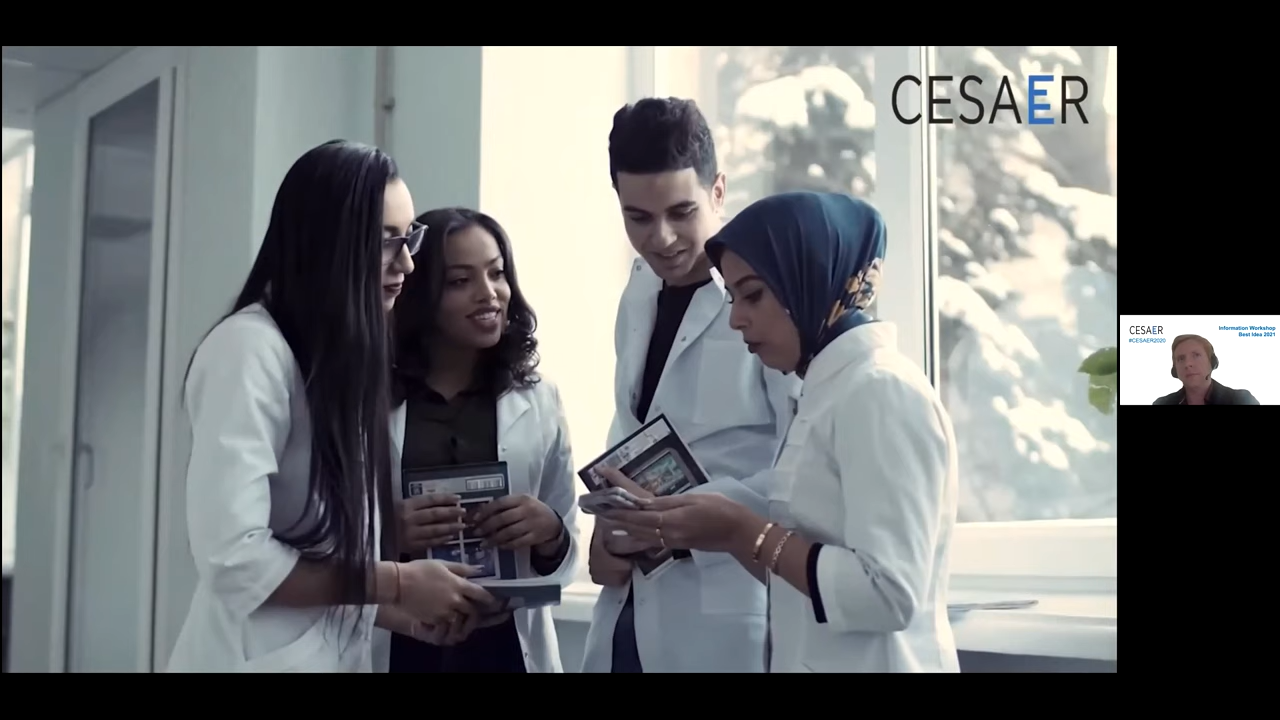 CESAER
CESAER
#CESAER2020
Information Workshop
Best Idea 2021